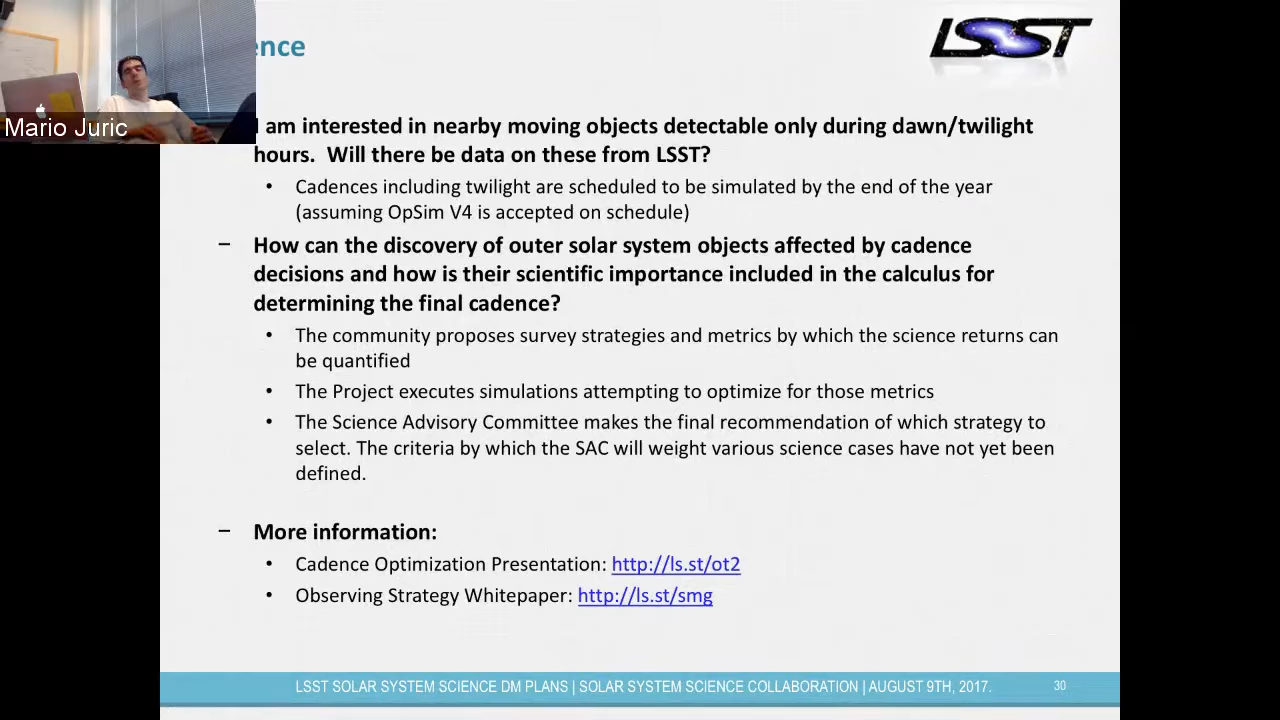 ence
LSST
Mario Juric
I am interested in nearby moving objects detectable only during dawn/twilight
hours. Will there be data on these from LSST?
• Cadences including twilight are scheduled to be simulated by the end of the year
(assuming OpSim V4 is accepted on schedule)
– How can the discovery of outer solar system objects affected by cadence
decisions and how is their scientific importance included in the calculus for
determining the final cadence?
• The community proposes survey strategies and metrics by which the science returns can
be quantified
• The Project executes simulations attempting to optimize for those metrics
• The Science Advisory Committee makes the final recommendation of which strategy to
select. The criteria by which the SAC will weight various science cases have not yet been
defined.
– More information:
• Cadence Optimization Presentation: http://ls.st/ot2
• Observing Strategy Whitepaper: http://ls.st/smg
LSST SOLAR SYSTEM SCIENCE DM PLANS | SOLAR SYSTEM SCIENCE COLLABORATION | AUGUST 9TH, 2017.
30